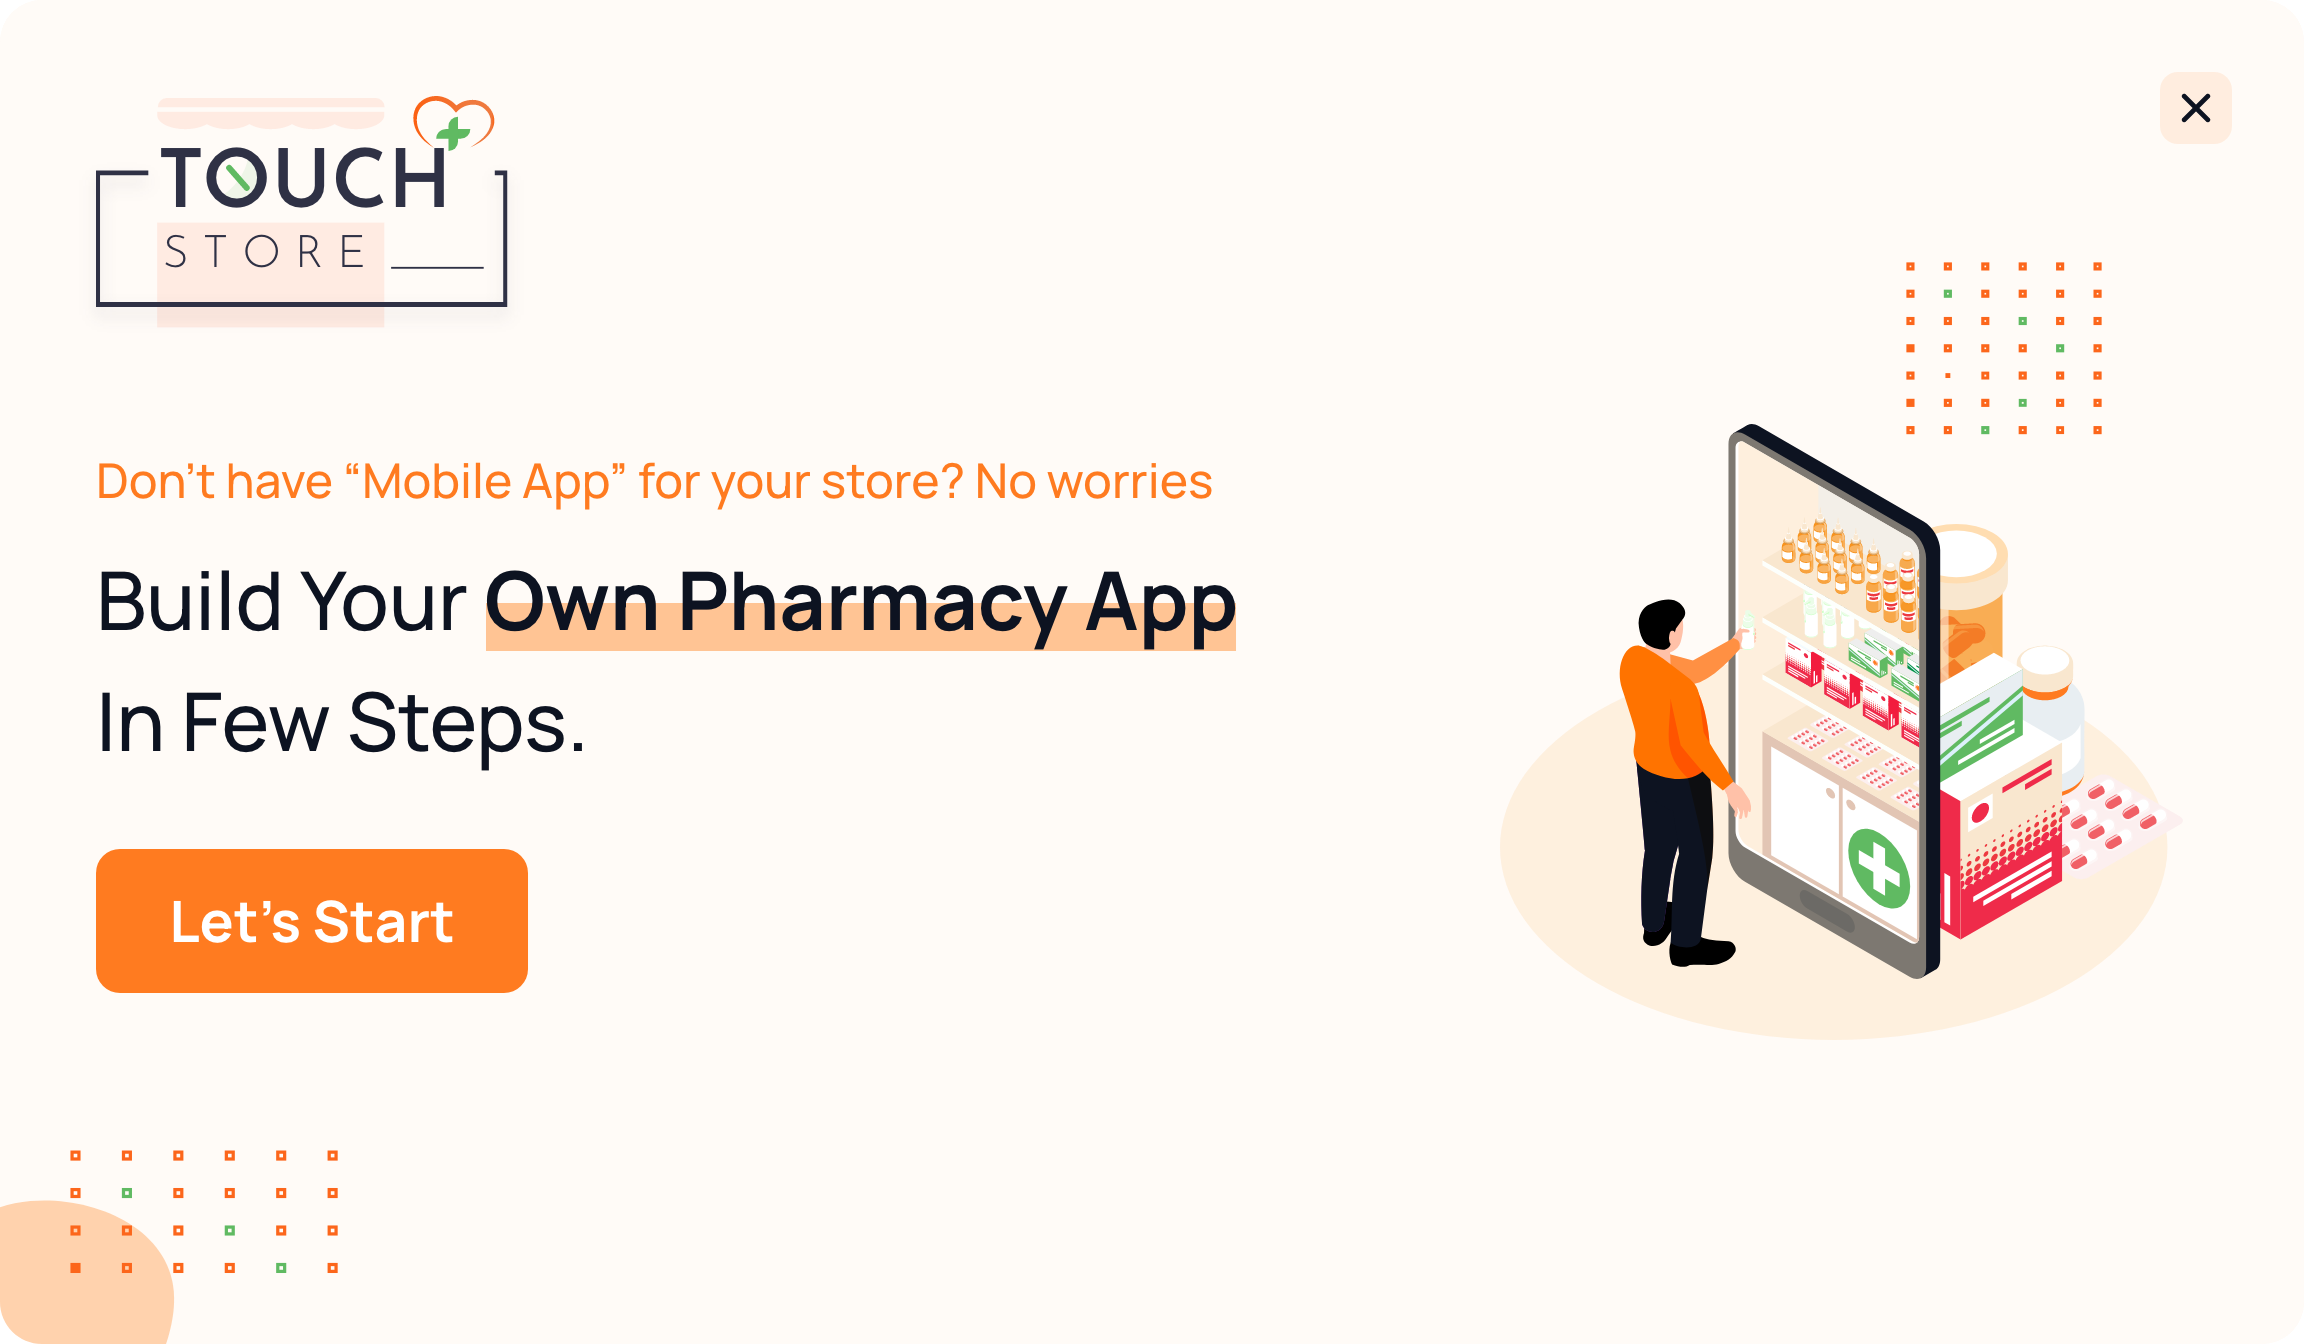 TOUCH
STORE
Don’t have “Mobile App” for your store? No worries
Build Your Own Pharmacy App
In Few Steps.
Let’s Start